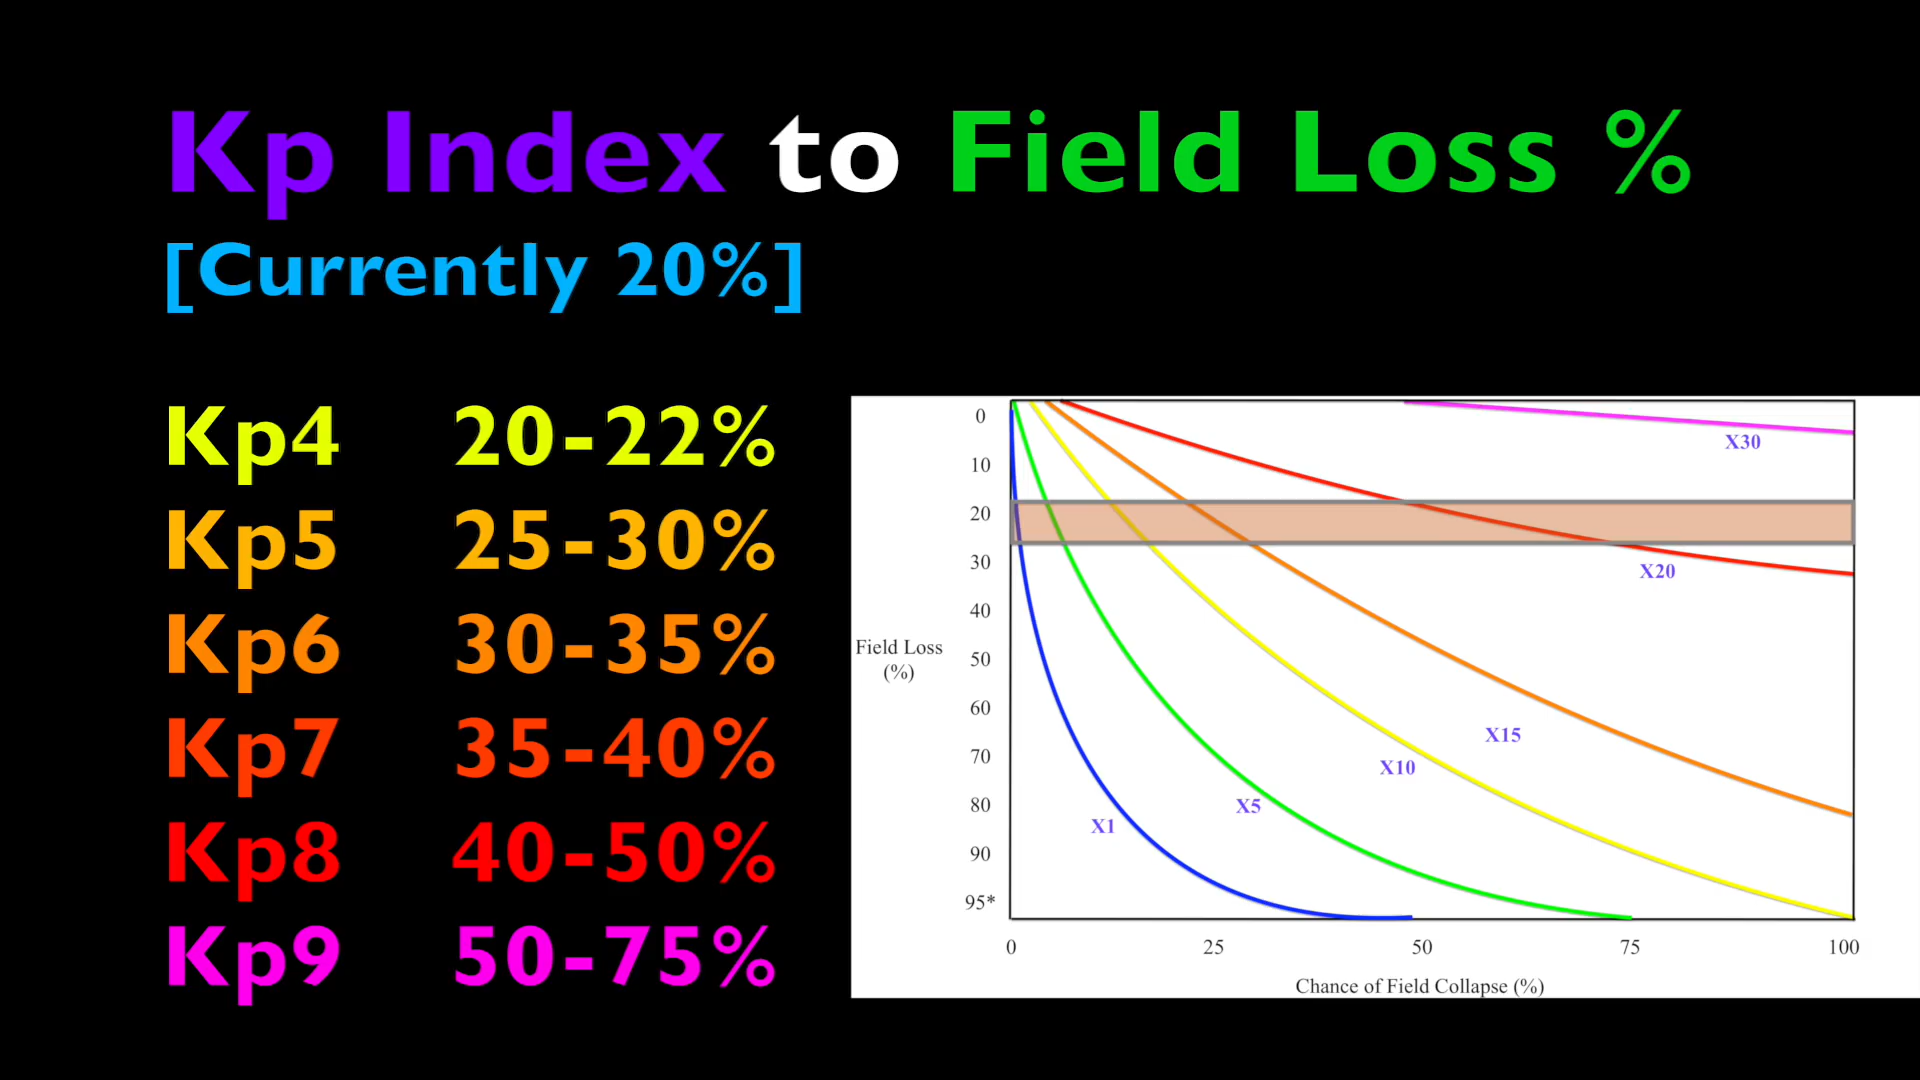 Kp Index to Field Loss %
[Currently 20%]
Kp4 20-22%
Kp5 25-30%
Kp6 30-35%
Kp7 35-40%
Kp8 40-50%
Kp9 50-75%
0
10
20
30
40
50
60
70
80
90
95*
Field Loss
(%)
X30
X20
X15
X10
X5
X1
0 25 50 75 100
Chance of Field Collapse (%)